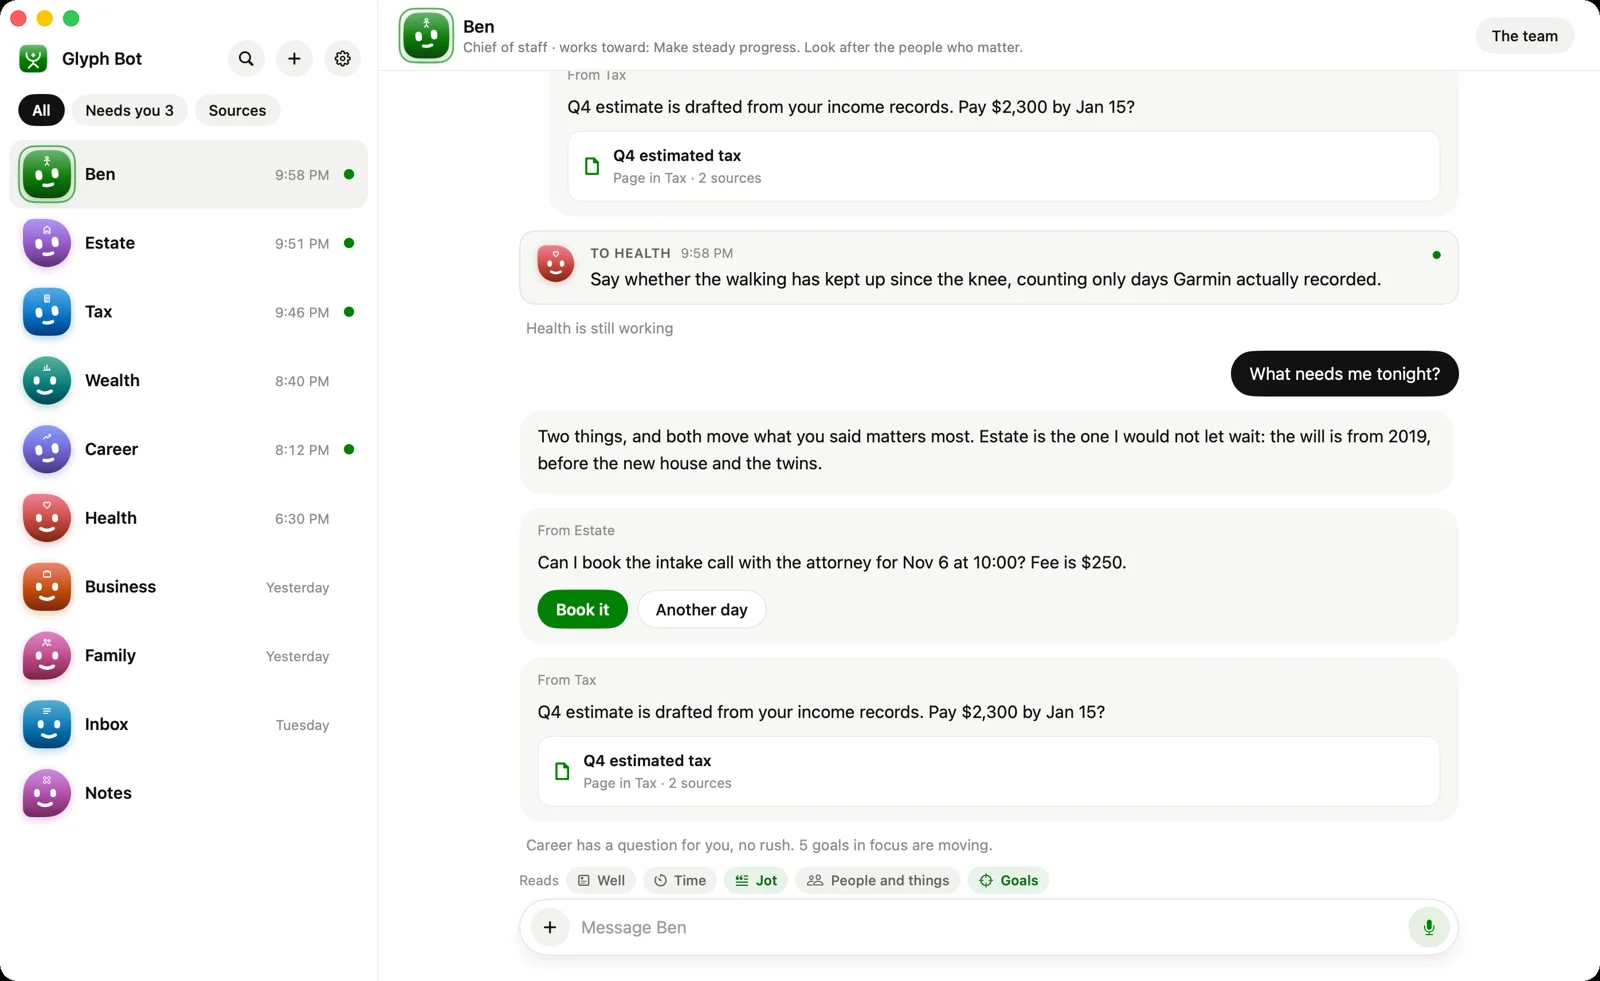 Glyph Bot
All
Needs you 3
Sources
Ben
9:58 PM
Estate
9:51 PM
Tax
9:46 PM
Wealth
8:40 PM
Career
8:12 PM
Health
6:30 PM
Business
Yesterday
Family
Yesterday
Inbox
Tuesday
Notes
Ben
Chief of staff · works toward: Make steady progress. Look after the people who matter.
The team
From Tax
Q4 estimate is drafted from your income records. Pay $2,300 by Jan 15?
Q4 estimated tax
Page in Tax · 2 sources
TO HEALTH 9:58 PM
Say whether the walking has kept up since the knee, counting only days Garmin actually recorded.
Health is still working
What needs me tonight?
Two things, and both move what you said matters most. Estate is the one I would not let wait: the will is from 2019,
before the new house and the twins.
From Estate
Can I book the intake call with the attorney for Nov 6 at 10:00? Fee is $250.
Book it
Another day
From Tax
Q4 estimate is drafted from your income records. Pay $2,300 by Jan 15?
Q4 estimated tax
Page in Tax · 2 sources
Career has a question for you, no rush. 5 goals in focus are moving.
Reads
Well
Time
Jot
People and things
Goals
Message Ben